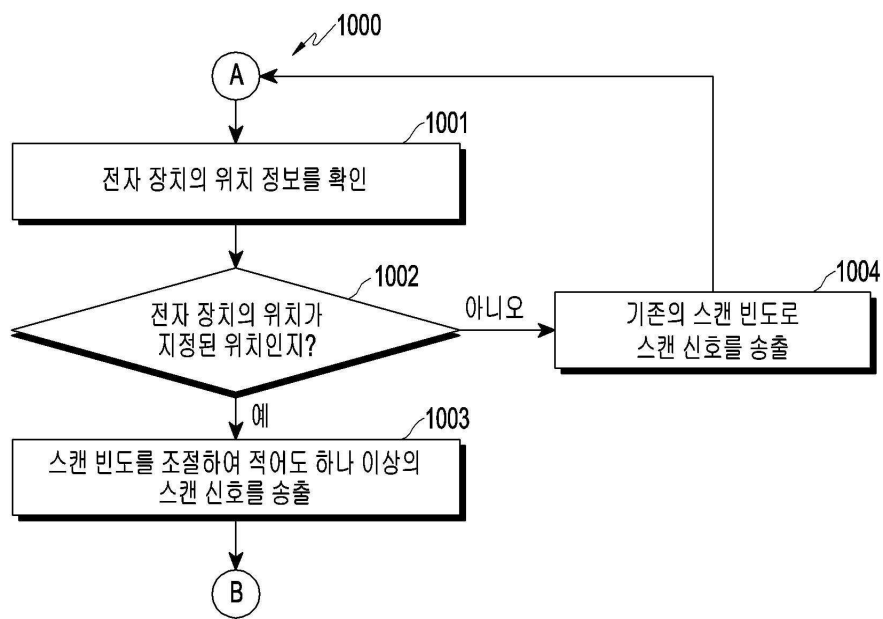 1000
A
1001
전자 장치의 위치 정보를 확인
1002
전자 장치의 위치가
지정된 위치인지?
아니오
1004
기존의 스캔 빈도로
스캔 신호를 송출
예
1003
스캔 빈도를 조절하여 적어도 하나 이상의
스캔 신호를 송출
B